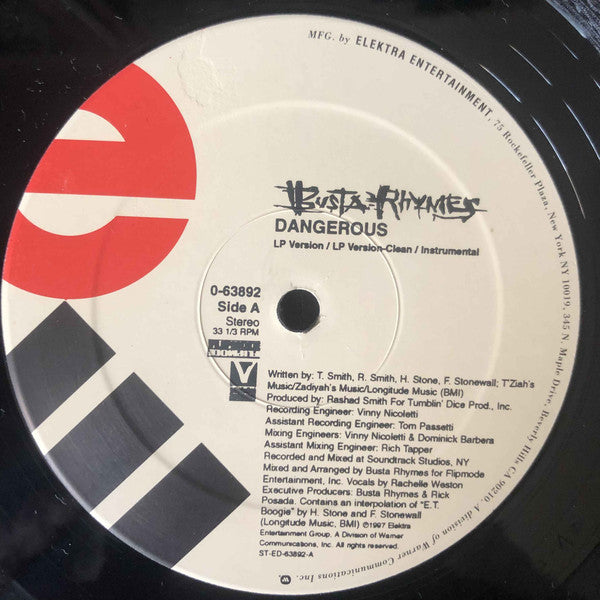 MFG. by ELEKTRA ENTERTAINMENT, 75 Rockefeller Plaza, New York NY 10019, 345 N. Maple Drive, Beverly Hills, CA 90210. A division of Warner Communications Inc.
BUSTA RHYMES
DANGEROUS
LP Version / LP Version-Clean / Instrumental
0-63892
Side A
Stereo
33 1/3 RPM
FLIPMODE
Written by: T. Smith, R. Smith, H. Stone, F. Stonewall; T'Ziah's
Music/Zadiyah's Music/Longitude Music (BMI)
Produced by: Rashad Smith For Tumblin' Dice Prod., Inc.
Recording Engineer: Vinny Nicoletti
Assistant Recording Engineer: Tom Passetti
Mixing Engineers: Vinny Nicoletti & Dominick Barbera
Assistant Mixing Engineer: Rich Tapper
Recorded and Mixed at Soundtrack Studios, NY
Mixed and Arranged by Busta Rhymes for Flipmode
Entertainment, Inc. Vocals by Rachelle Weston
Executive Producers: Busta Rhymes & Rick
Posada. Contains an interpolation of "E.T.
Boogie" by H. Stone and F. Stonewall
(Longitude Music, BMI) ℗1997 Elektra
Entertainment Group, A Division of Warner
Communications, Inc. All rights reserved.
ST-ED-63892-A